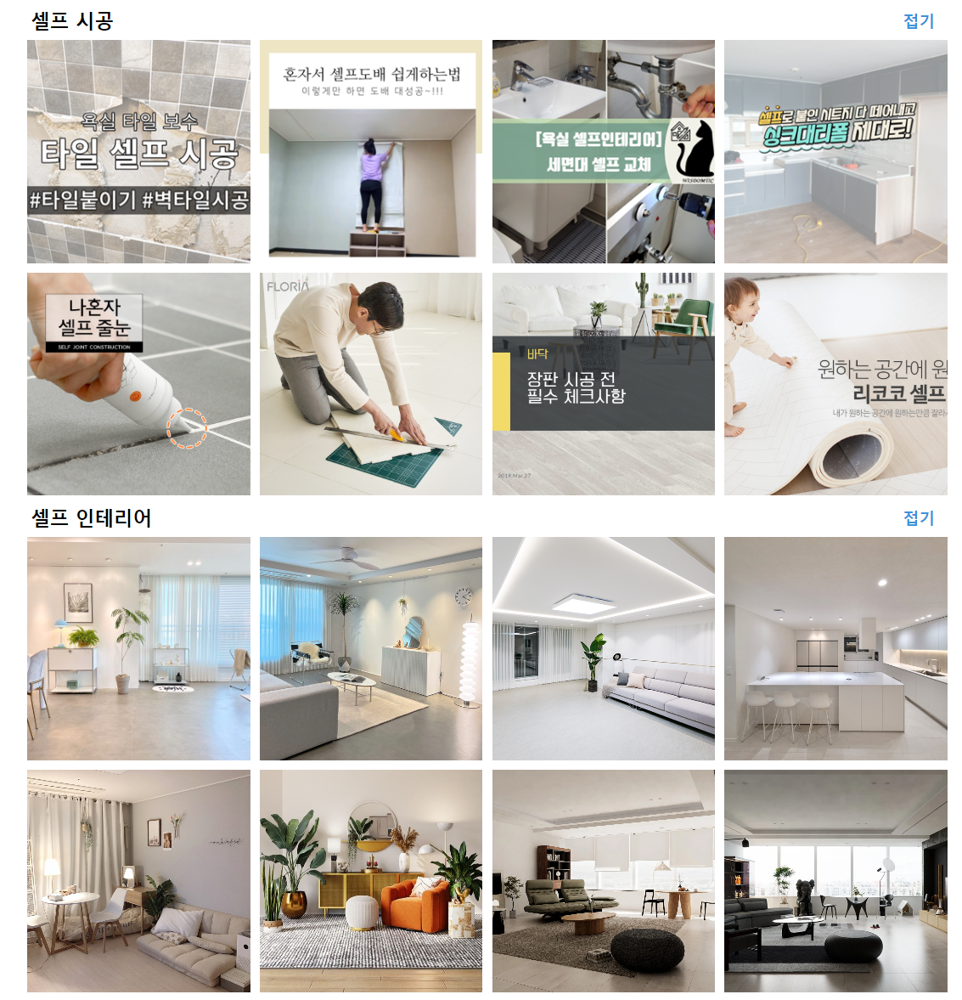 셀프 시공
접기
욕실 타일 보수
타일 셀프 시공
#타일붙이기 #벽타일시공
혼자서 셀프도배 쉽게하는법
이렇게만 하면 도배 대성공~!!!
[욕실 셀프인테리어]
세면대 셀프 교체
WISDOMTIC
셀프로 붙인 시트지 다 떼어내고
싱크대리폼 제대로!
나혼자
셀프 줄눈
SELF JOINT CONSTRUCTION
FLORIA
바닥
장판 시공 전
필수 체크사항
2019.Mar.27
원하는 공간에 원
리코코 셀프
내가 원하는 공간에 원하는만큼 잘라
셀프 인테리어
접기